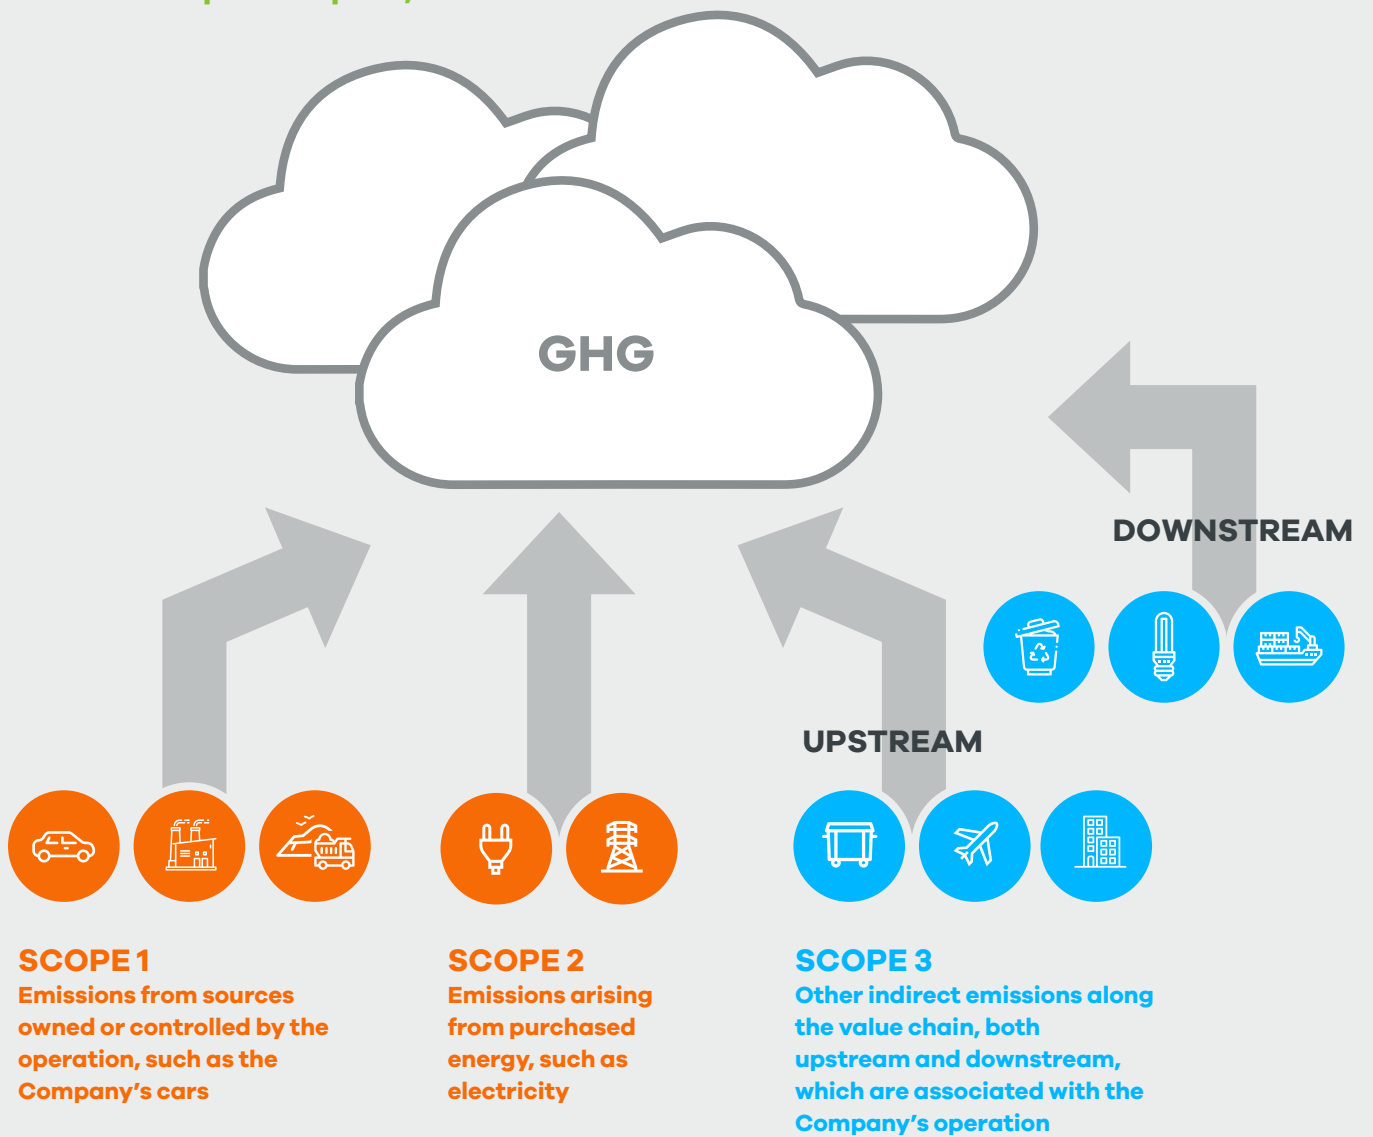 GHG
DOWNSTREAM
UPSTREAM
SCOPE 1
Emissions from sources
owned or controlled by the
operation, such as the
Company's cars
SCOPE 2
Emissions arising
from purchased
energy, such as
electricity
SCOPE 3
Other indirect emissions along
the value chain, both
upstream and downstream,
which are associated with the
Company's operation